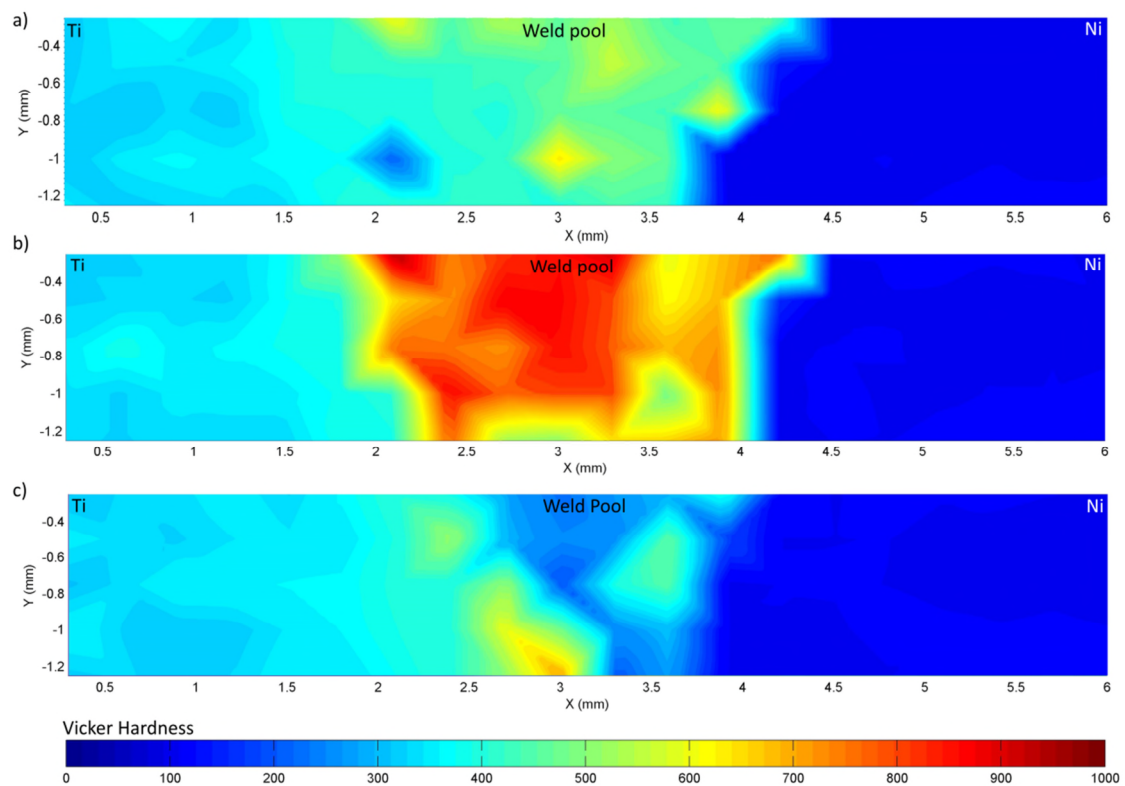 a)
Ti Weld pool Ni
-0.4
-0.6
Y (mm)
-0.8
-1
-1.2
0.5 1 1.5 2 2.5 3 3.5 4 4.5 5 5.5 6
X (mm)
b)
Ti Weld pool Ni
-0.4
-0.6
Y (mm)
-0.8
-1
-1.2
0.5 1 1.5 2 2.5 3 3.5 4 4.5 5 5.5 6
X (mm)
c)
Ti Weld Pool Ni
-0.4
-0.6
Y (mm)
-0.8
-1
-1.2
0.5 1 1.5 2 2.5 3 3.5 4 4.5 5 5.5 6
X (mm)
Vicker Hardness
0 100 200 300 400 500 600 700 800 900 1000